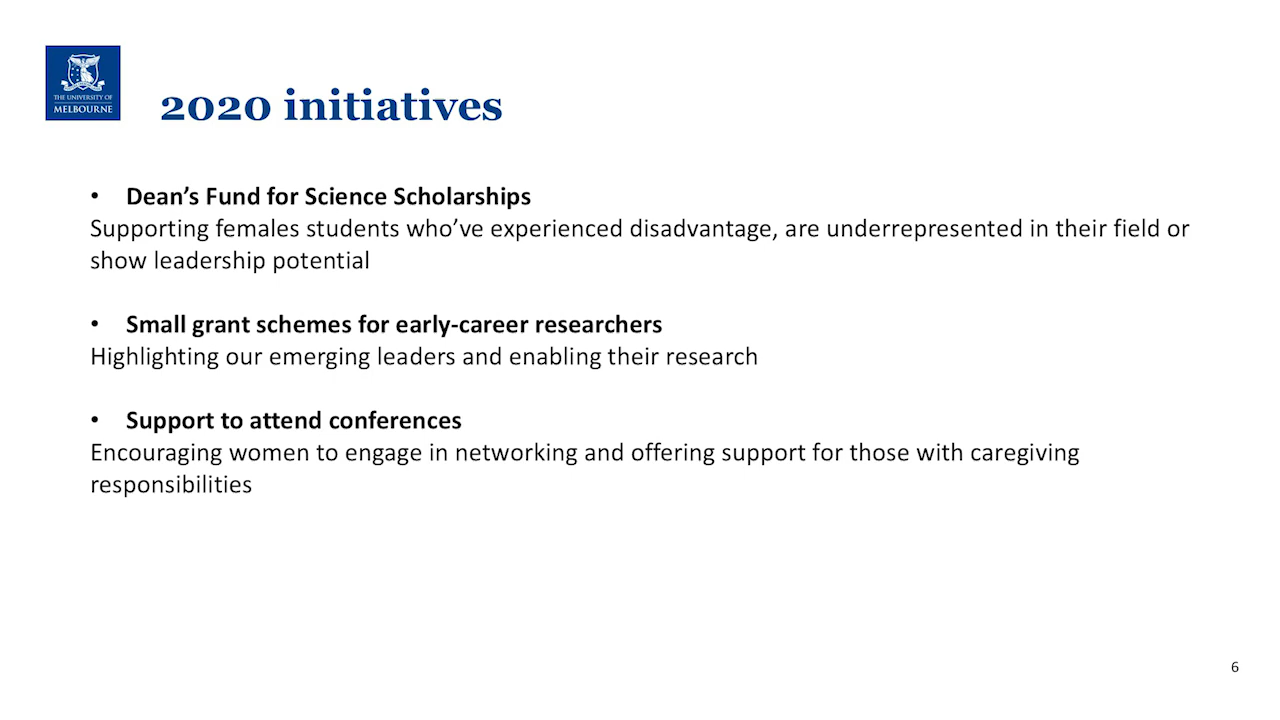 THE UNIVERSITY OF
MELBOURNE
2020 initiatives
• Dean’s Fund for Science Scholarships
Supporting females students who’ve experienced disadvantage, are underrepresented in their field or
show leadership potential
• Small grant schemes for early-career researchers
Highlighting our emerging leaders and enabling their research
• Support to attend conferences
Encouraging women to engage in networking and offering support for those with caregiving
responsibilities
6